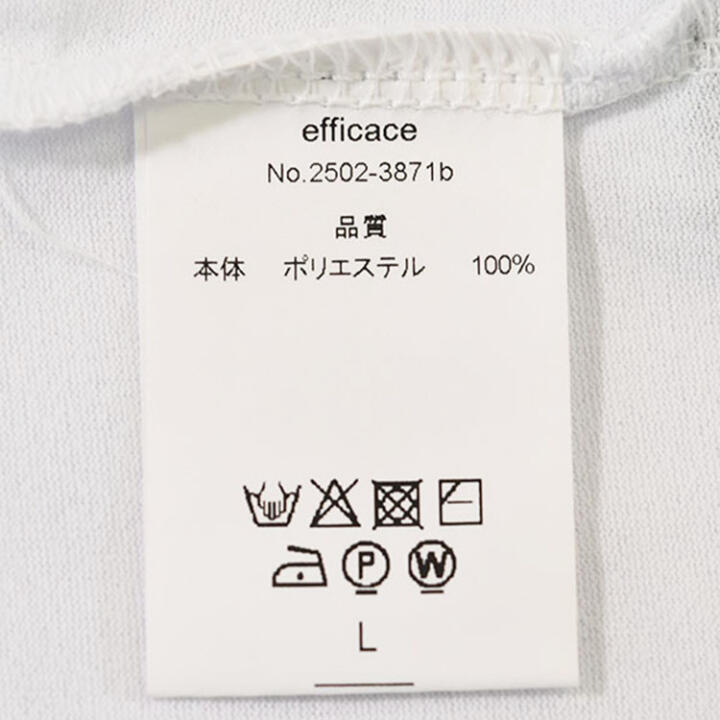 efficace
No.2502-3871b
品質
本体 ポリエステル 100%
P W
L